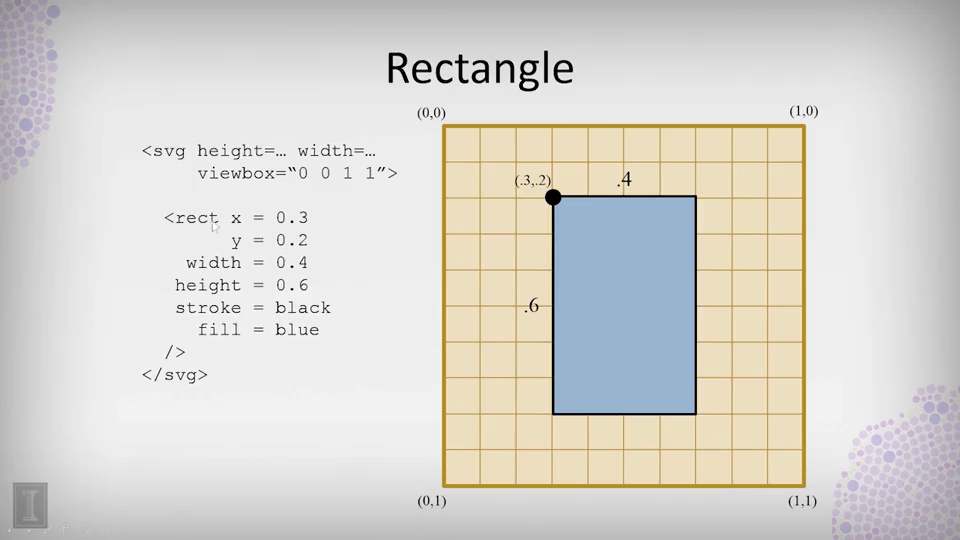 Rectangle
(0,0)
(1,0)
<svg height=… width=…
viewbox=“0 0 1 1”>
(.3,.2)
.4
<rect x = 0.3
y = 0.2
width = 0.4
height = 0.6
.6
stroke = black
fill = blue
/>
</svg>
(0,1)
(1,1)
I